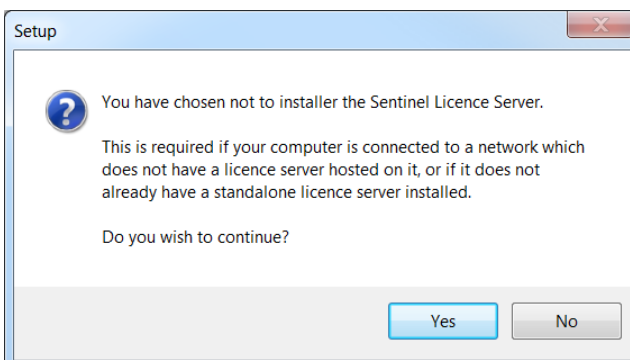 Setup
You have chosen not to installer the Sentinel Licence Server.
This is required if your computer is connected to a network which
does not have a licence server hosted on it, or if it does not
already have a standalone licence server installed.
Do you wish to continue?
Yes
No